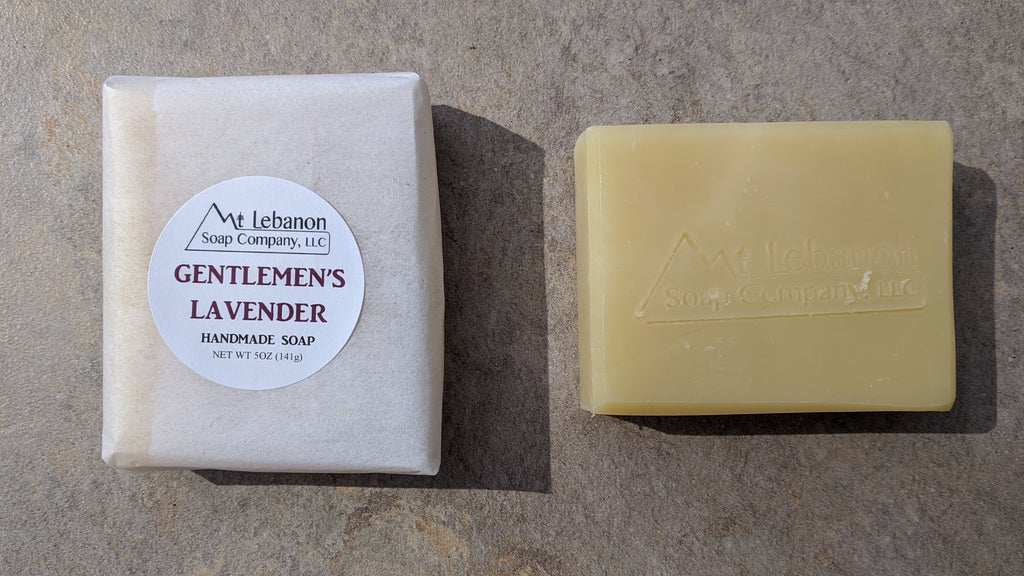 Mt Lebanon
Soap Company, LLC
GENTLEMEN'S
LAVENDER
HANDMADE SOAP
NET WT 5OZ (141g)
Mt Lebanon
Soap Company, LLC